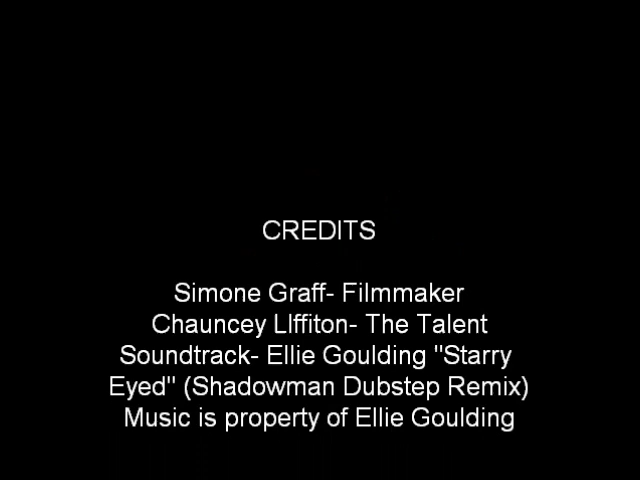 CREDITS
Simone Graff- Filmmaker
Chauncey LIffiton- The Talent
Soundtrack- Ellie Goulding "Starry
Eyed" (Shadowman Dubstep Remix)
Music is property of Ellie Goulding